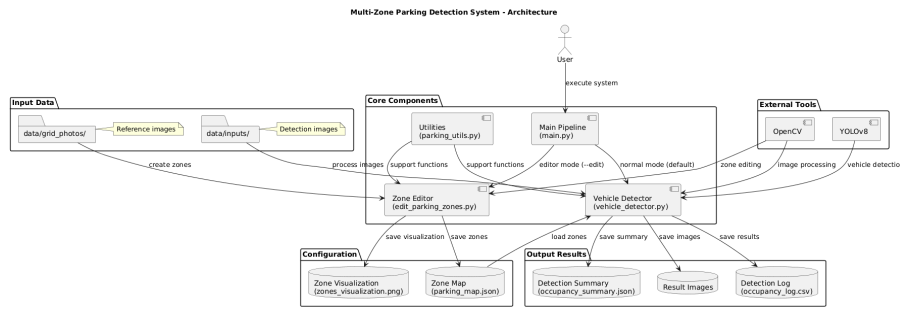 Multi-Zone Parking Detection System - Architecture
User
execute system
Input Data
data/grid_photos/
Reference images
data/inputs/
Detection images
Core Components
Utilities
(parking_utils.py)
Main Pipeline
(main.py)
External Tools
OpenCV
YOLOv8
create zones
process images
support functions
support functions
editor mode (--edit)
normal mode (default)
zone editing
image processing
vehicle detectio
Zone Editor
(edit_parking_zones.py)
Vehicle Detector
(vehicle_detector.py)
save visualization
save zones
load zones
save summary
save images
save results
Configuration
Zone Visualization
(zones_visualization.png)
Zone Map
(parking_map.json)
Output Results
Detection Summary
(occupancy_summary.json)
Result Images
Detection Log
(occupancy_log.csv)